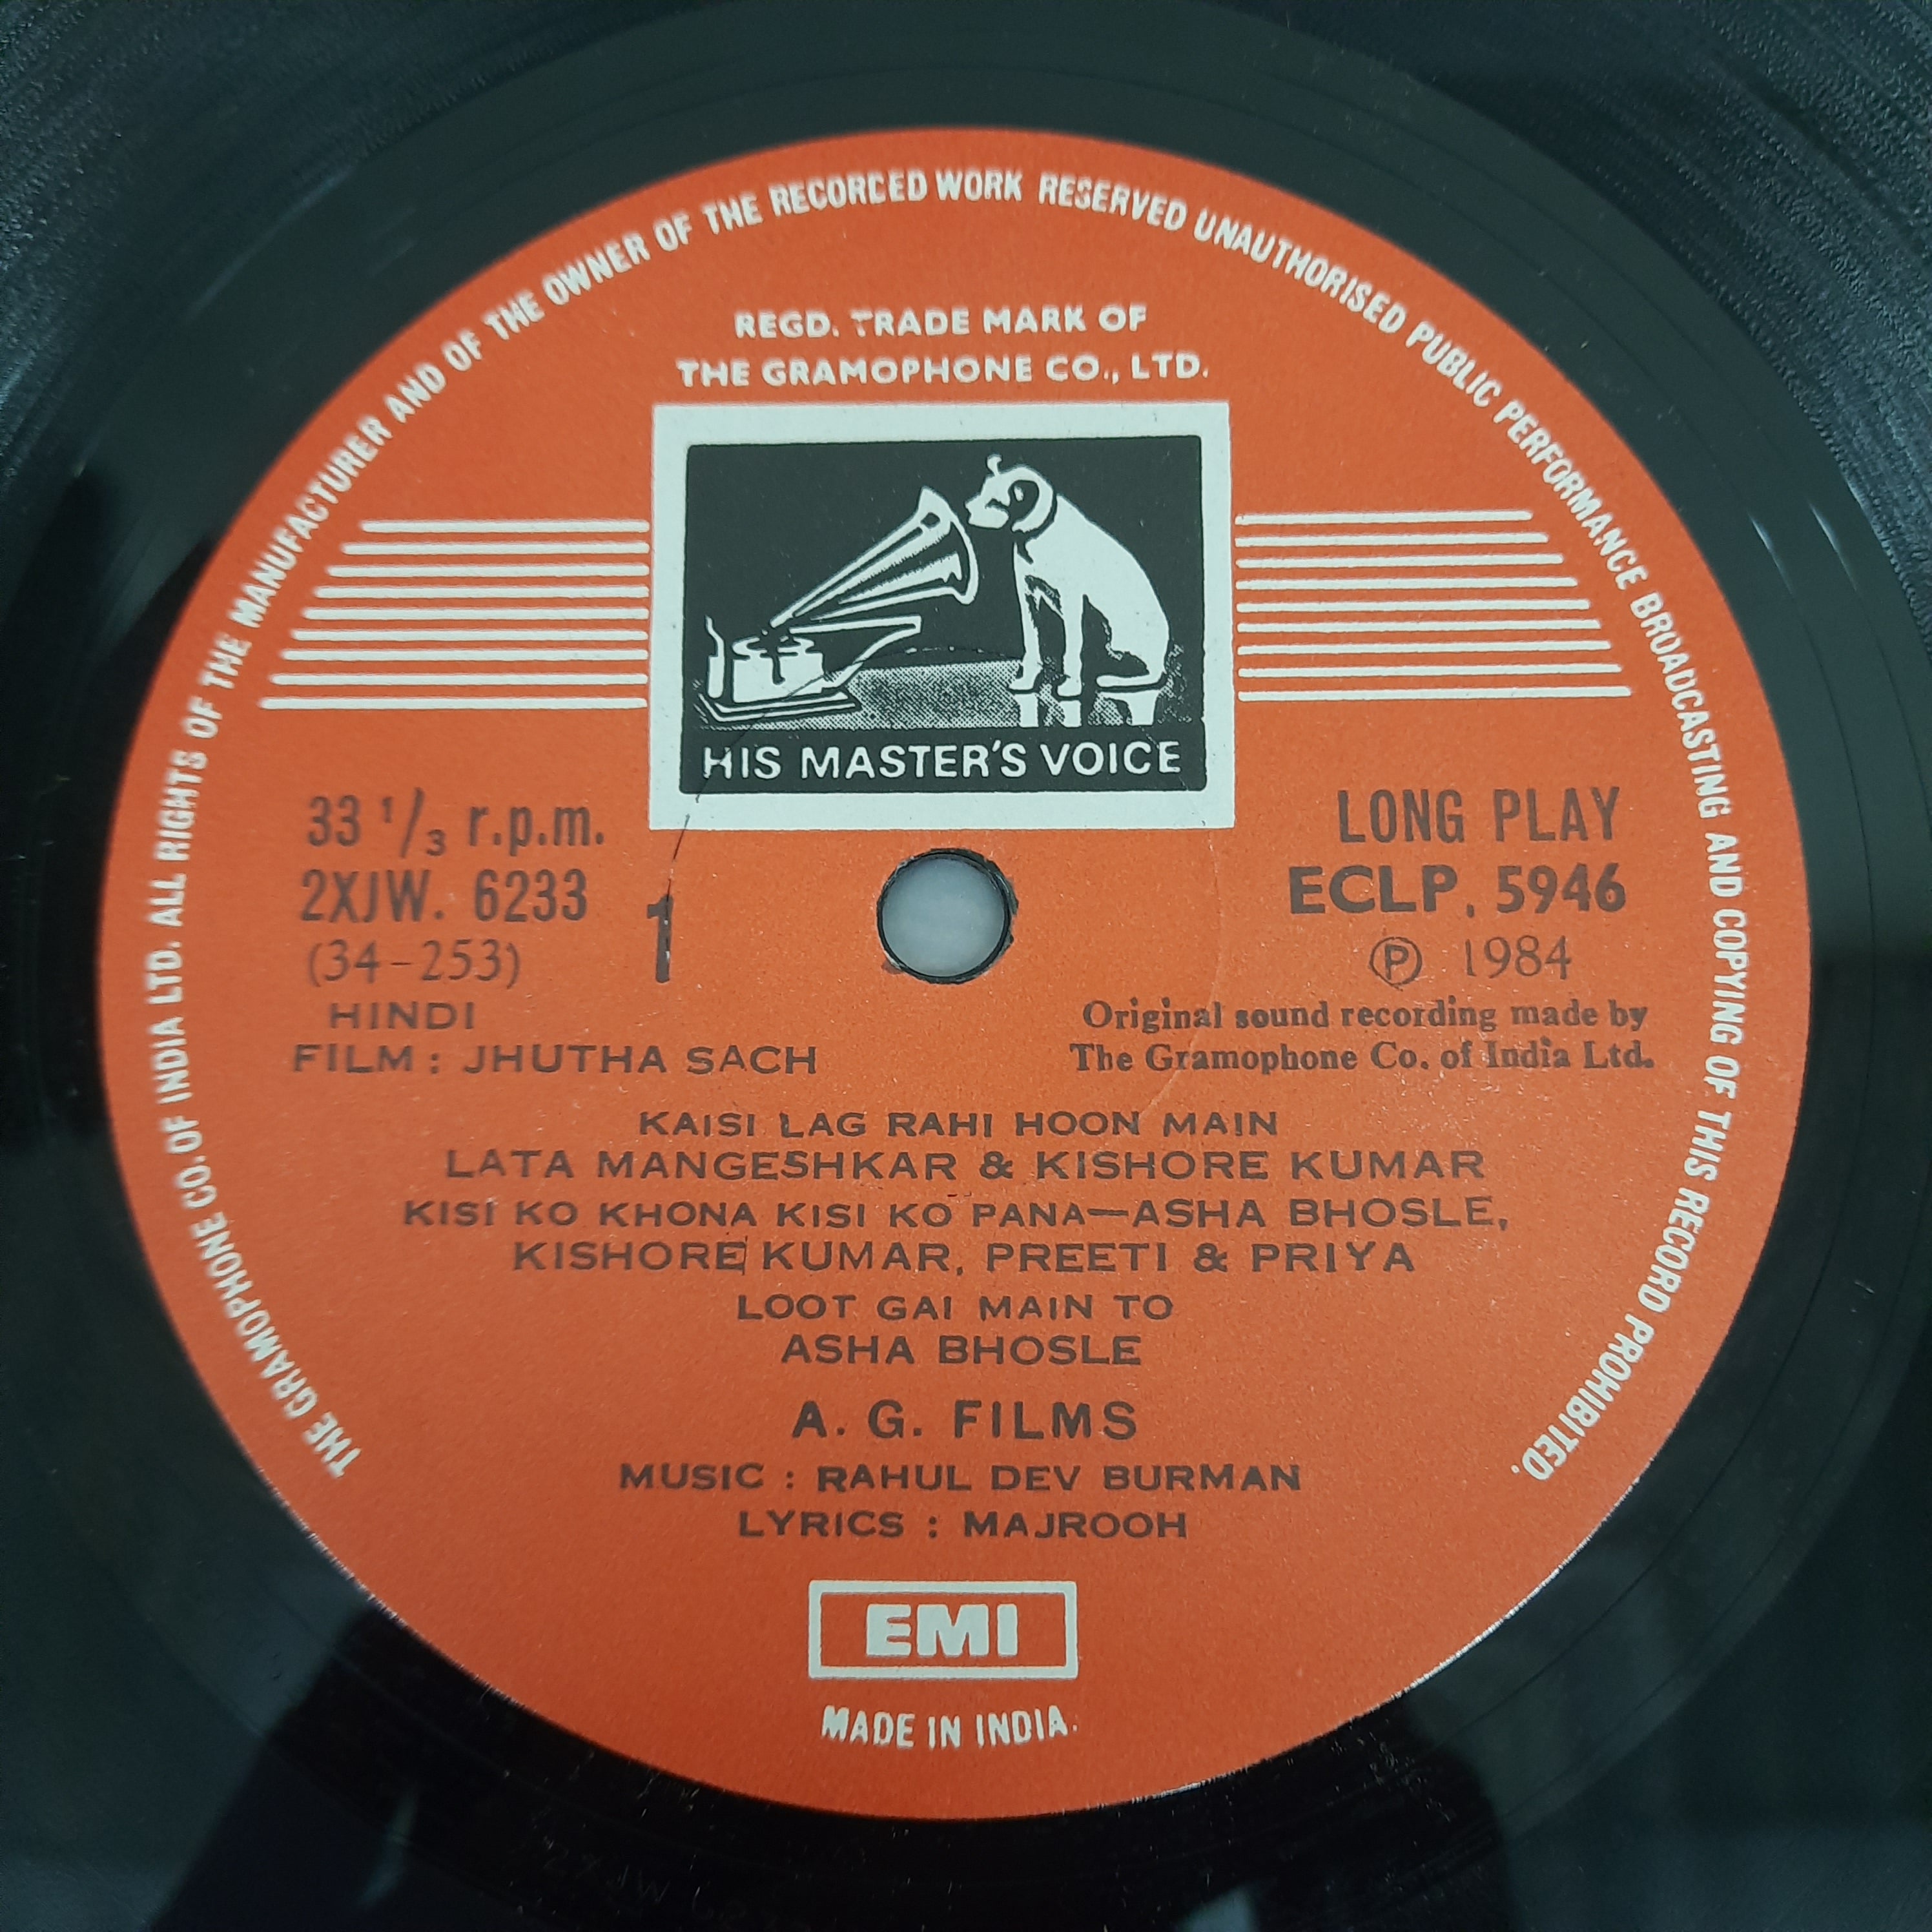 THE GRAMOPHONE CO. OF INDIA LTD. ALL RIGHTS OF THE MANUFACTURER AND OF THE OWNER OF THE RECORDED WORK RESERVED UNAUTHORISED PUBLIC PERFORMANCE BROADCASTING AND COPYING OF THIS RECORD PROHIBITED.
REGD. TRADE MARK OF
THE GRAMOPHONE CO., LTD.
HIS MASTER'S VOICE
33 1/3 r.p.m.
2XJW. 6233
(34-253)
1
HINDI
FILM : JHUTHA SACH
LONG PLAY
ECLP. 5946
Ⓟ 1984
Original sound recording made by
The Gramophone Co. of India Ltd.
KAISI LAG RAHI HOON MAIN
LATA MANGESHKAR & KISHORE KUMAR
KISI KO KHONA KISI KO PANA—ASHA BHOSLE,
KISHORE KUMAR, PREETI & PRIYA
LOOT GAI MAIN TO
ASHA BHOSLE
A. G. FILMS
MUSIC : RAHUL DEV BURMAN
LYRICS : MAJROOH
EMI
MADE IN INDIA.